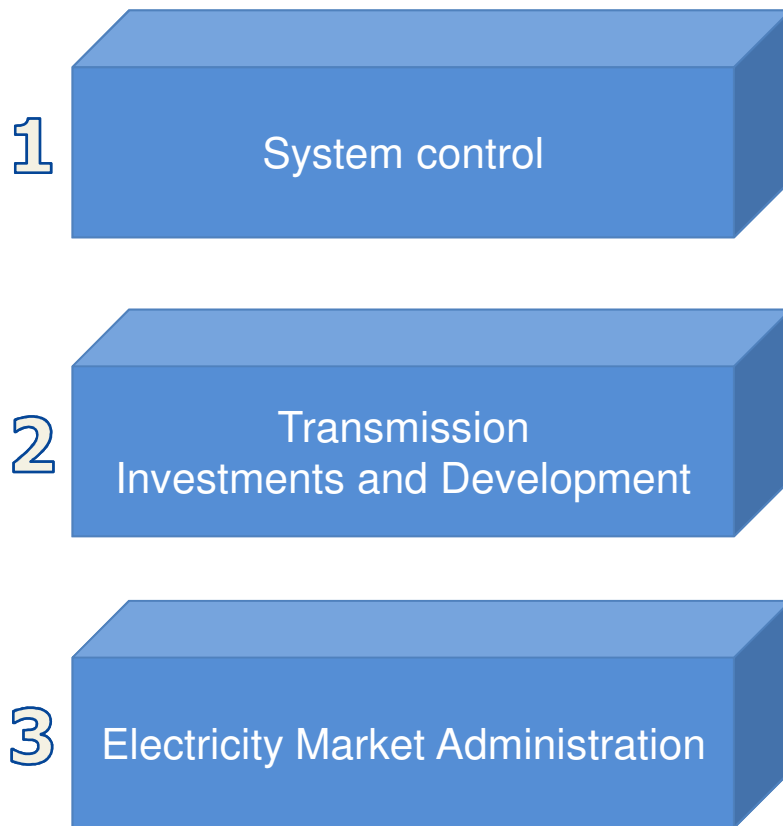 1
System control
2
Transmission
Investments and Development
3
Electricity Market Administration